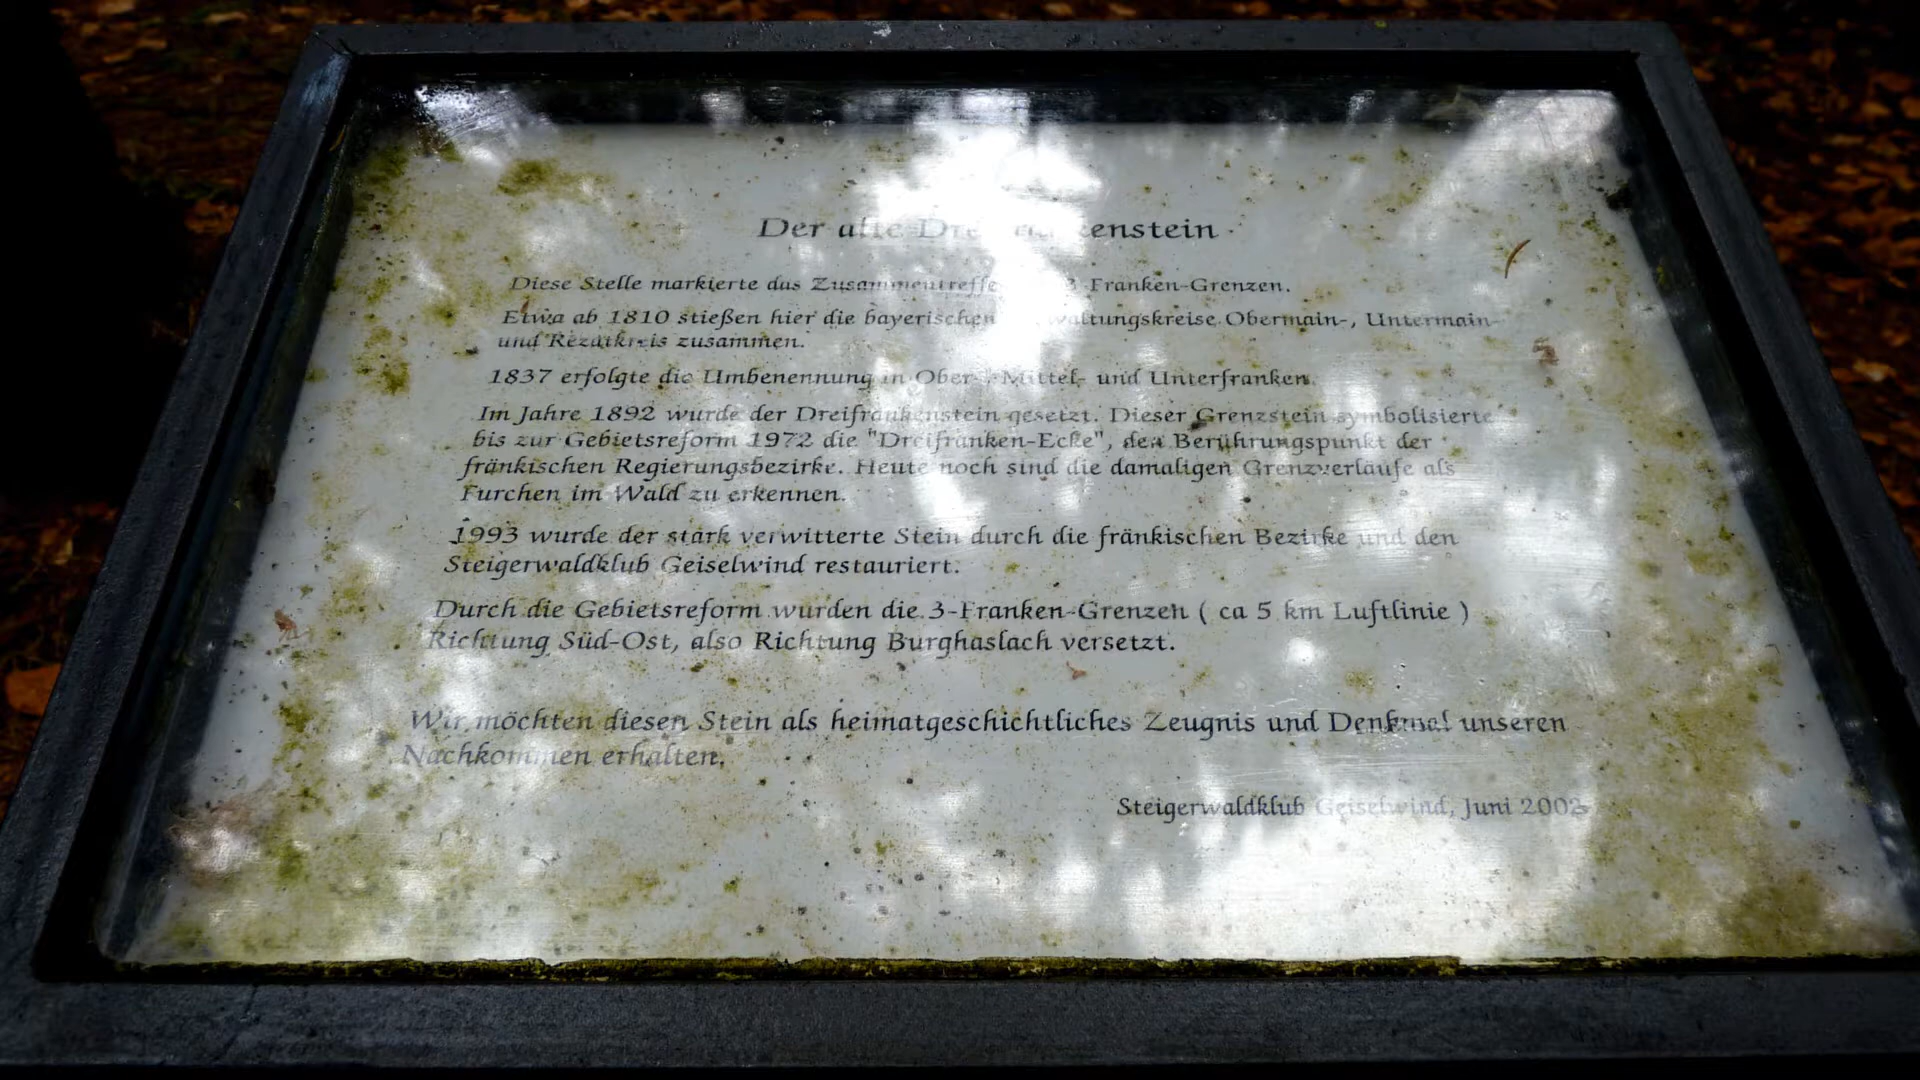 Der alte
Diese Stelle markierte das 3 Franken-Grenzen.
Etwa ab 1810 stießen hier die bayerischen Obermain-, Untermain-
und Rezatkreis zusammen.
1837 erfolgte die Umbenennung in Ober-, Mittel- und Unterfranken.
Im Jahre 1892 wurde der Dreifrankenstein gesetzt. Dieser Grenzstein symbolisierte
bis zur Gebietsreform 1972 die "Dreifranken-Ecke", den Berührungspunkt der
fränkischen Regierungsbezirke. Heute noch sind die damaligen Grenzverläufe als
Furchen im Wald zu erkennen.
1993 wurde der stark verwitterte Stein durch die fränkischen Bezirke und den
Steigerwaldklub Geiselwind restauriert.
Durch die Gebietsreform wurden die 3-Franken-Grenzen ( ca 5 km Luftlinie )
Richtung Süd-Ost, also Richtung Burghaslach versetzt.
Wir möchten diesen Stein als heimatgeschichtliches Zeugnis und Denkmal unseren
Nachkommen erhalten.
Steigerwaldklub Geiselwind, Juni